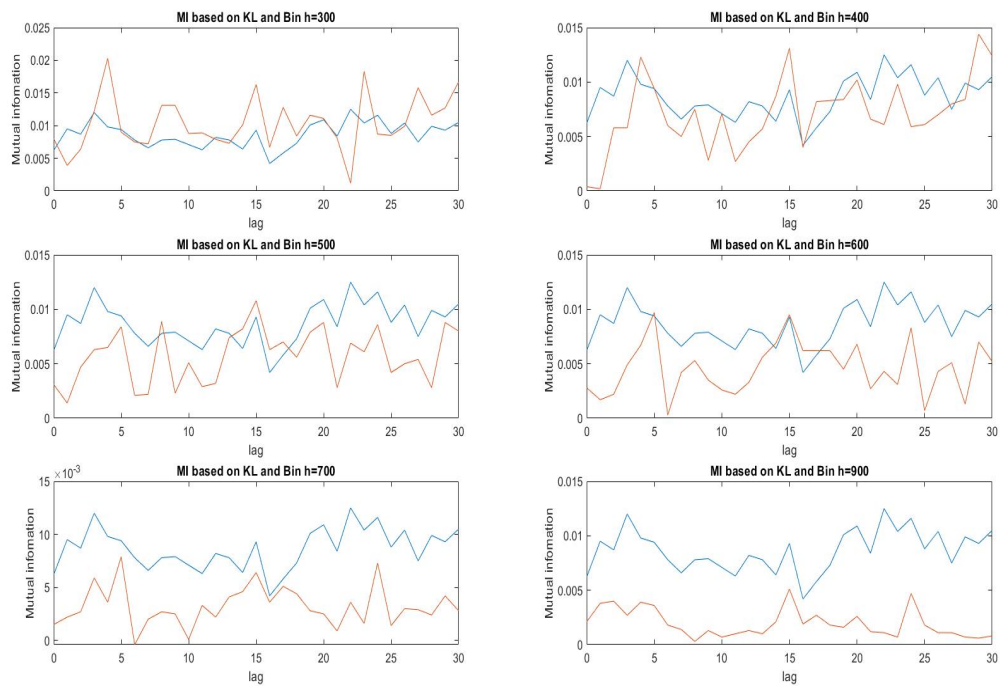 MI based on KL and Bin h=300
0.025
0.02
0.015
0.01
0.005
0
Mutual infomation
0 5 10 15 20 25 30
lag
MI based on KL and Bin h=400
0.015
0.01
0.005
0
Mutual infomation
0 5 10 15 20 25 30
lag
MI based on KL and Bin h=500
0.015
0.01
0.005
0
Mutual infomation
0 5 10 15 20 25 30
lag
MI based on KL and Bin h=600
0.015
0.01
0.005
0
Mutual infomation
0 5 10 15 20 25 30
lag
MI based on KL and Bin h=700
×10-3
15
10
5
0
Mutual infomation
0 5 10 15 20 25 30
lag
MI based on KL and Bin h=900
0.015
0.01
0.005
0
Mutual infomation
0 5 10 15 20 25 30
lag